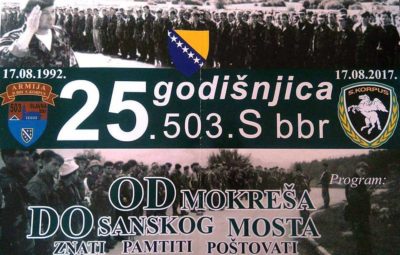 17.08.1992.
17.08.2017.
ARMIJA
503
S.KORPUS
25. godišnjica
503. S bbr
Program:
OD MOKREŠA
DO SANSKOG MOSTA
ZNATI PAMTITI POŠTOVATI